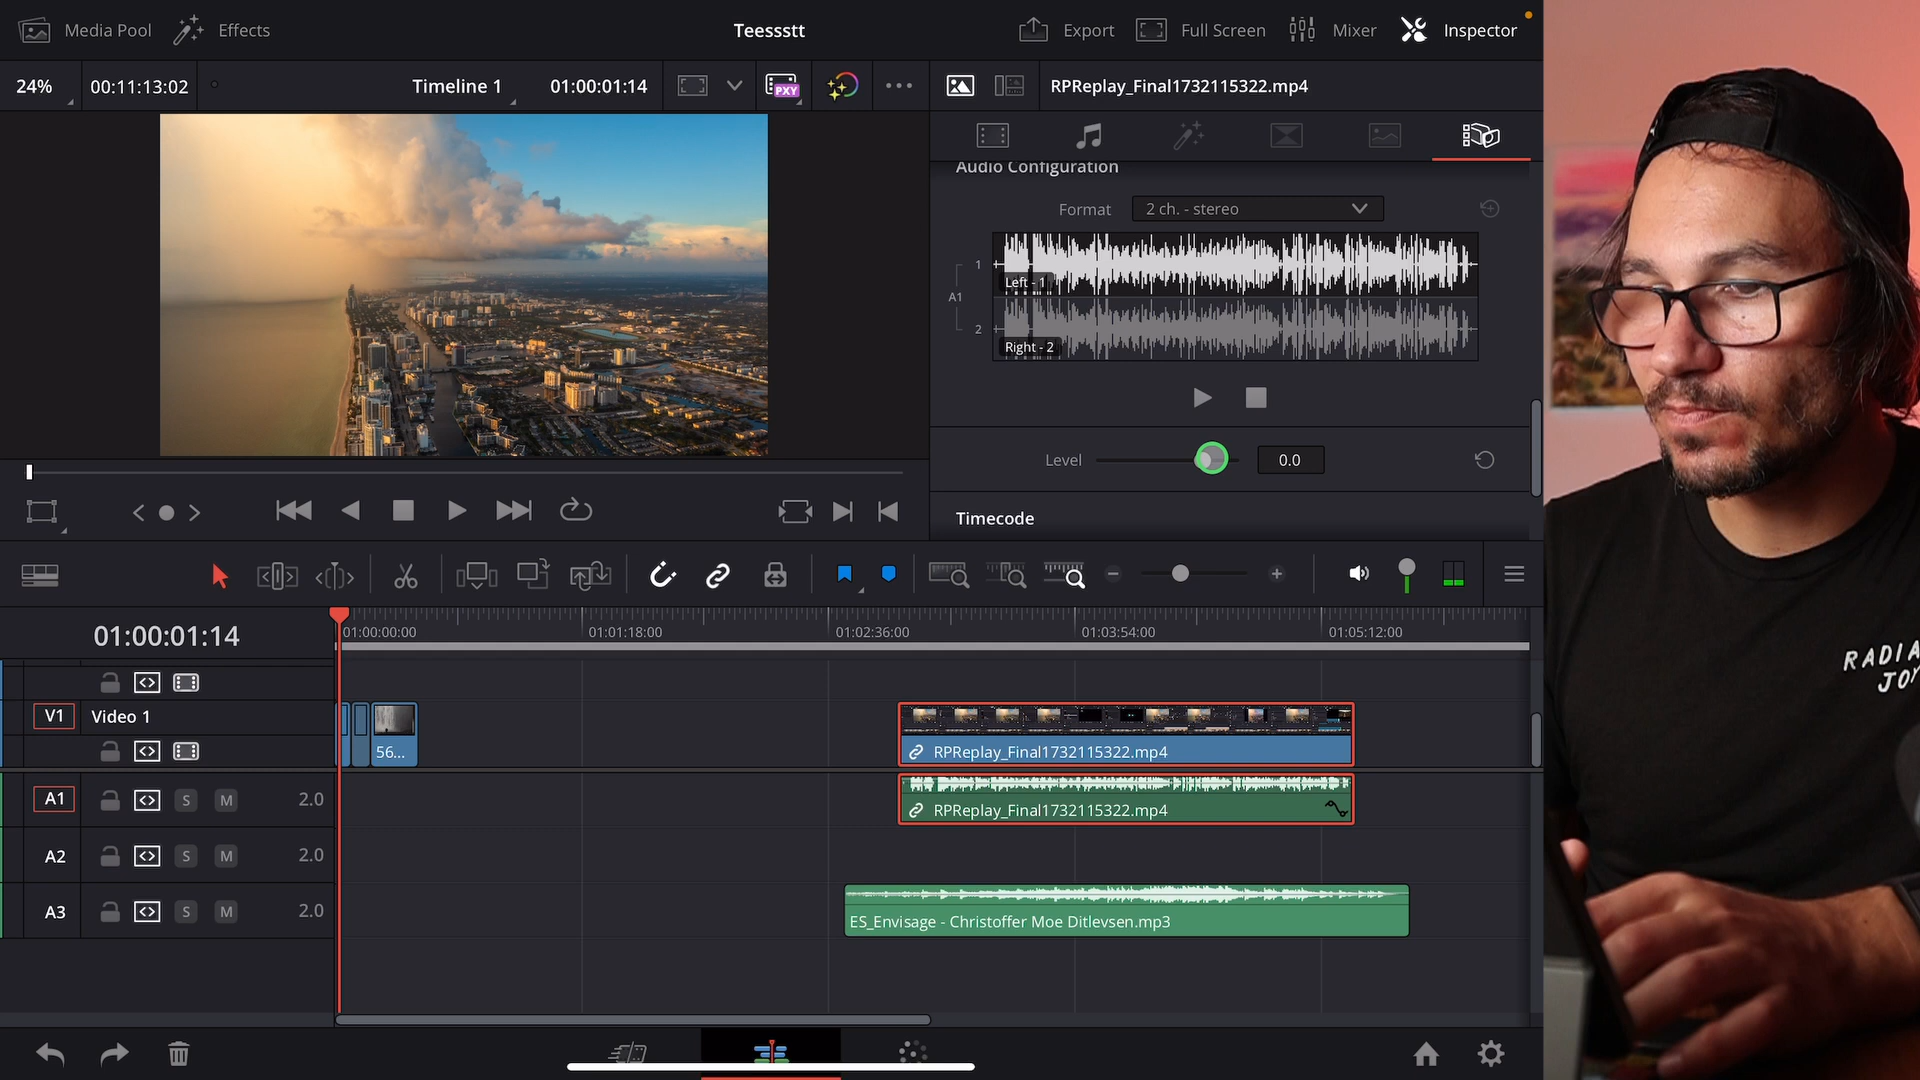 Media Pool
Effects
Teessstt
Export
Full Screen
Mixer
Inspector
24%
00:11:13:02
Timeline 1
01:00:01:14
PXY
RPReplay_Final1732115322.mp4
Audio Configuration
Format
2 ch. - stereo
1
Left - 1
A1
2
Right - 2
Level
0.0
Timecode
01:00:01:14
01:00:00:00
01:01:18:00
01:02:36:00
01:03:54:00
01:05:12:00
V1
Video 1
56...
RPReplay_Final1732115322.mp4
A1
S
M
2.0
RPReplay_Final1732115322.mp4
A2
S
M
2.0
A3
S
M
2.0
ES_Envisage - Christoffer Moe Ditlevsen.mp3